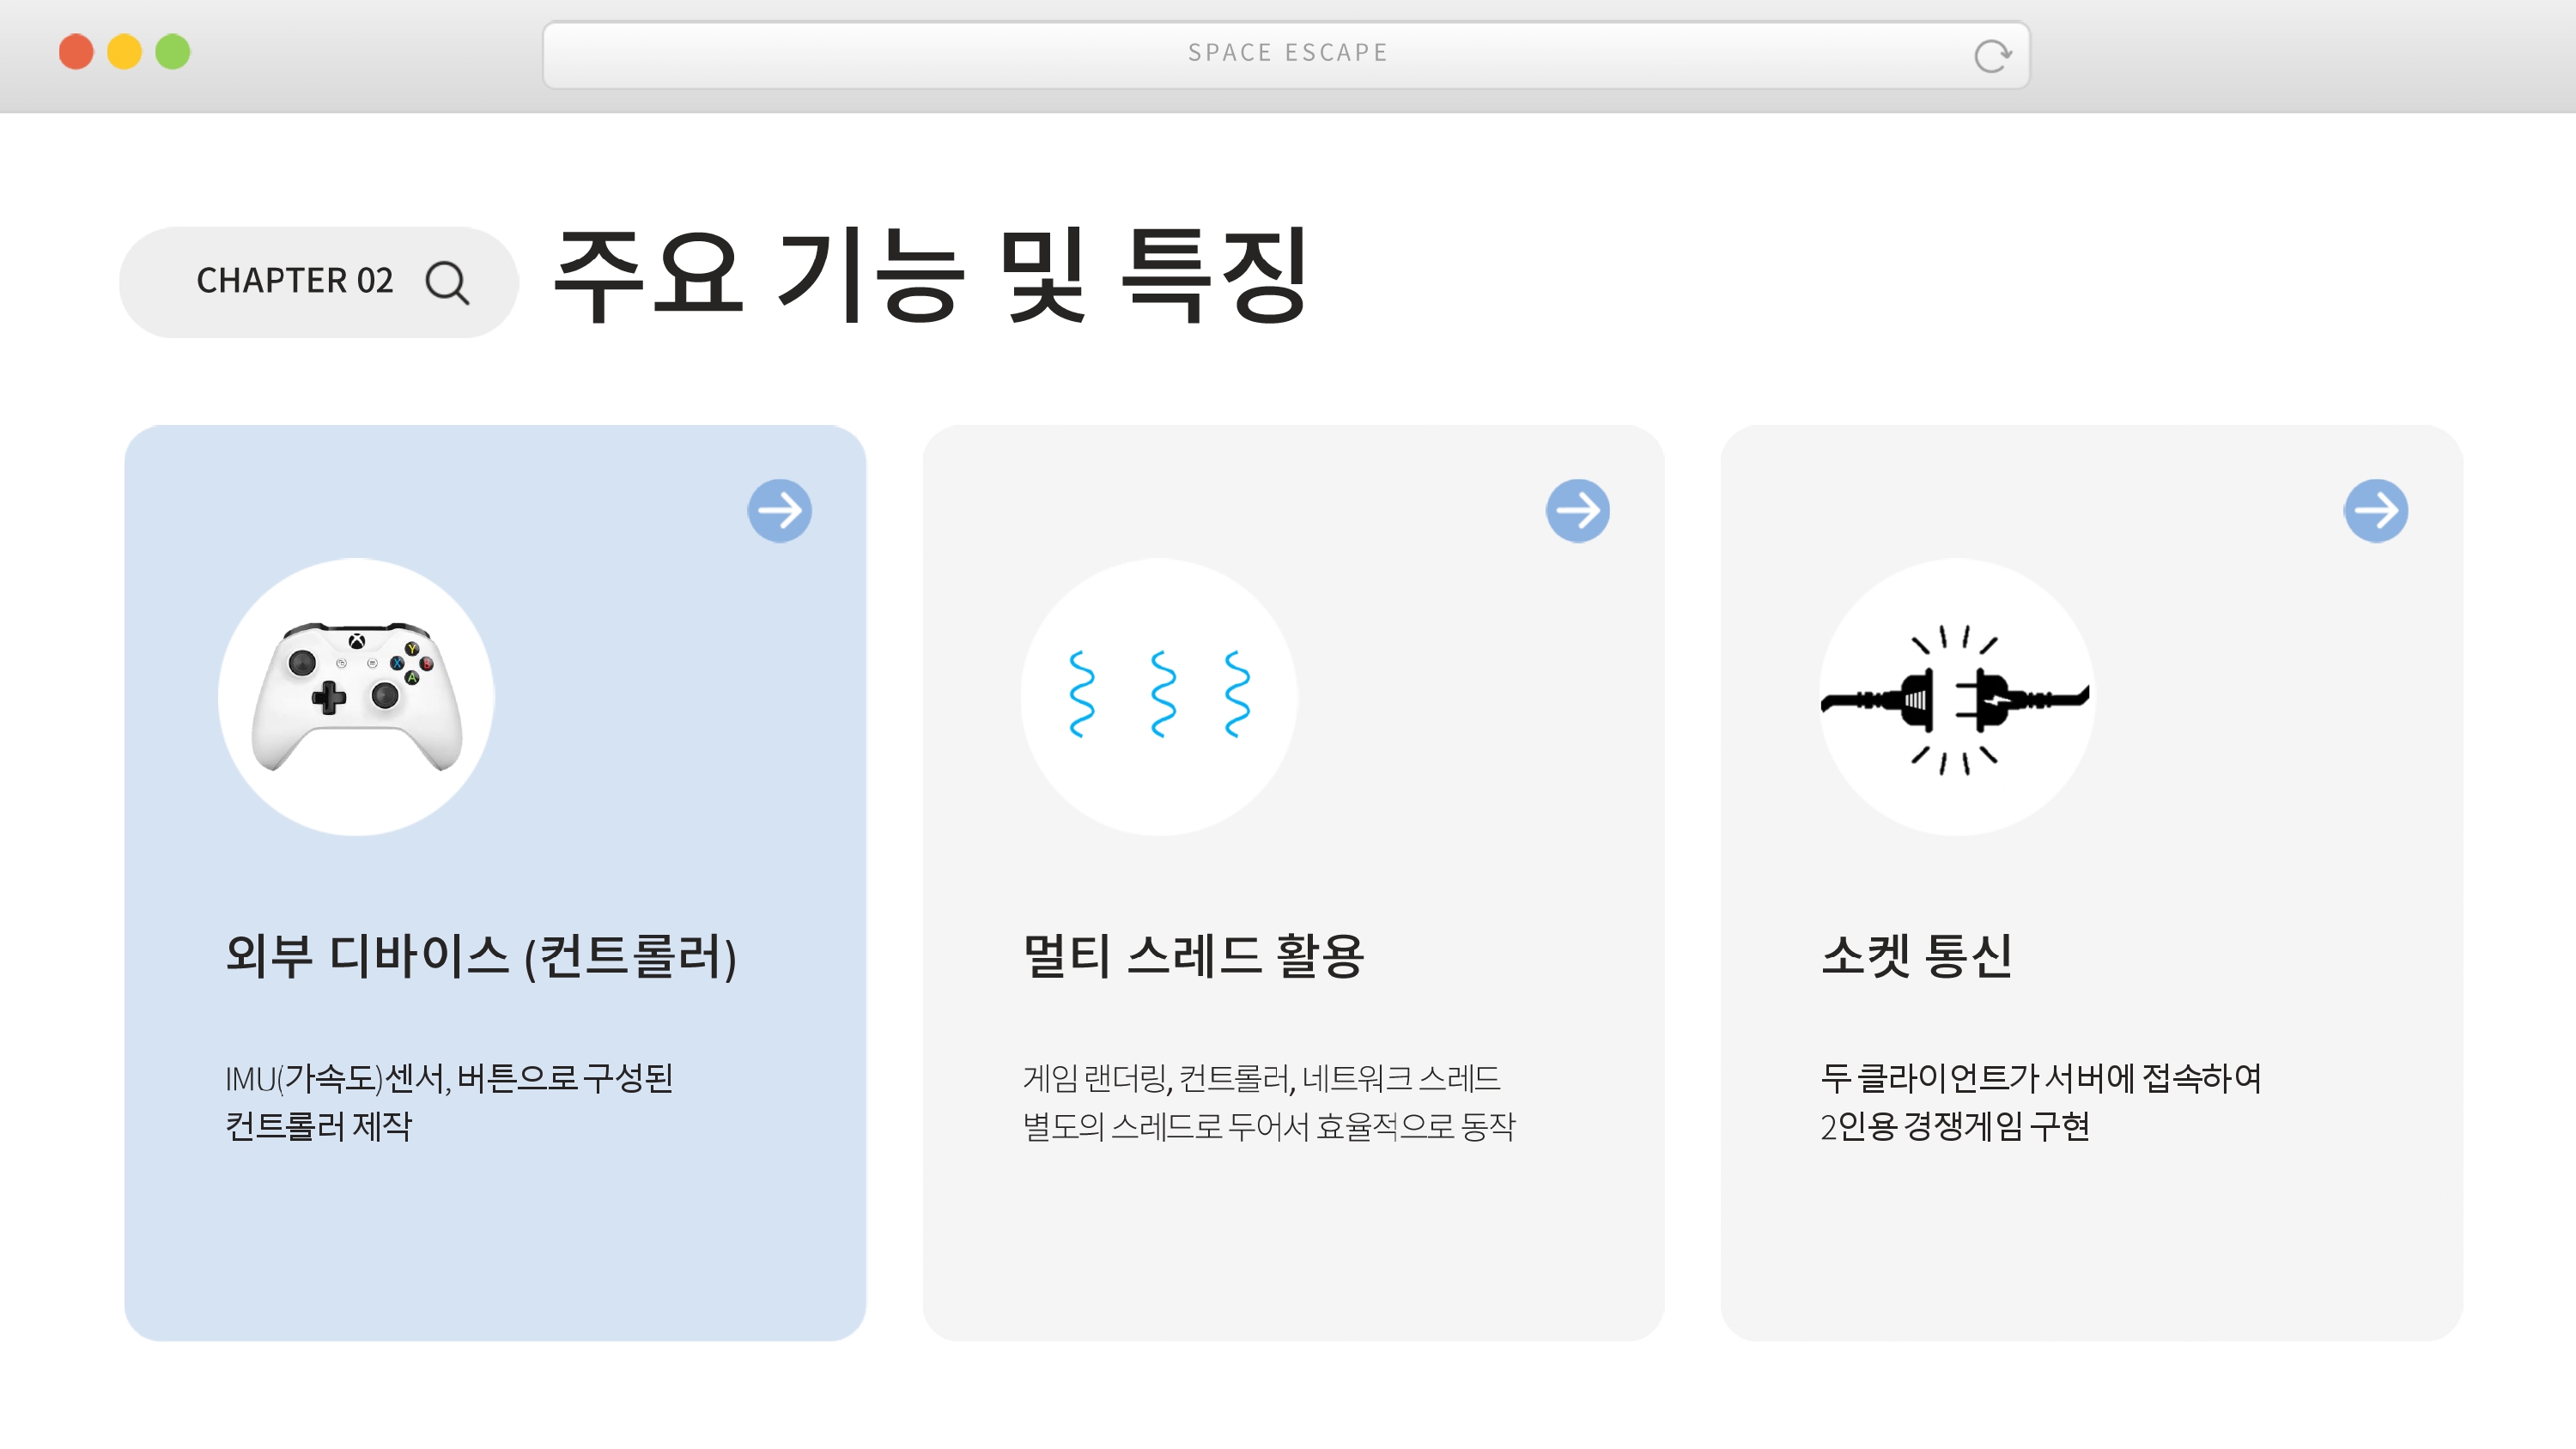 SPACE ESCAPE
CHAPTER 02
주요 기능 및 특징
Y
X
B
A
외부 디바이스 (컨트롤러)
IMU(가속도)센서, 버튼으로 구성된
컨트롤러 제작
멀티 스레드 활용
게임 랜더링, 컨트롤러, 네트워크 스레드
별도의 스레드로 두어서 효율적으로 동작
소켓 통신
두 클라이언트가 서버에 접속하여
2인용 경쟁게임 구현